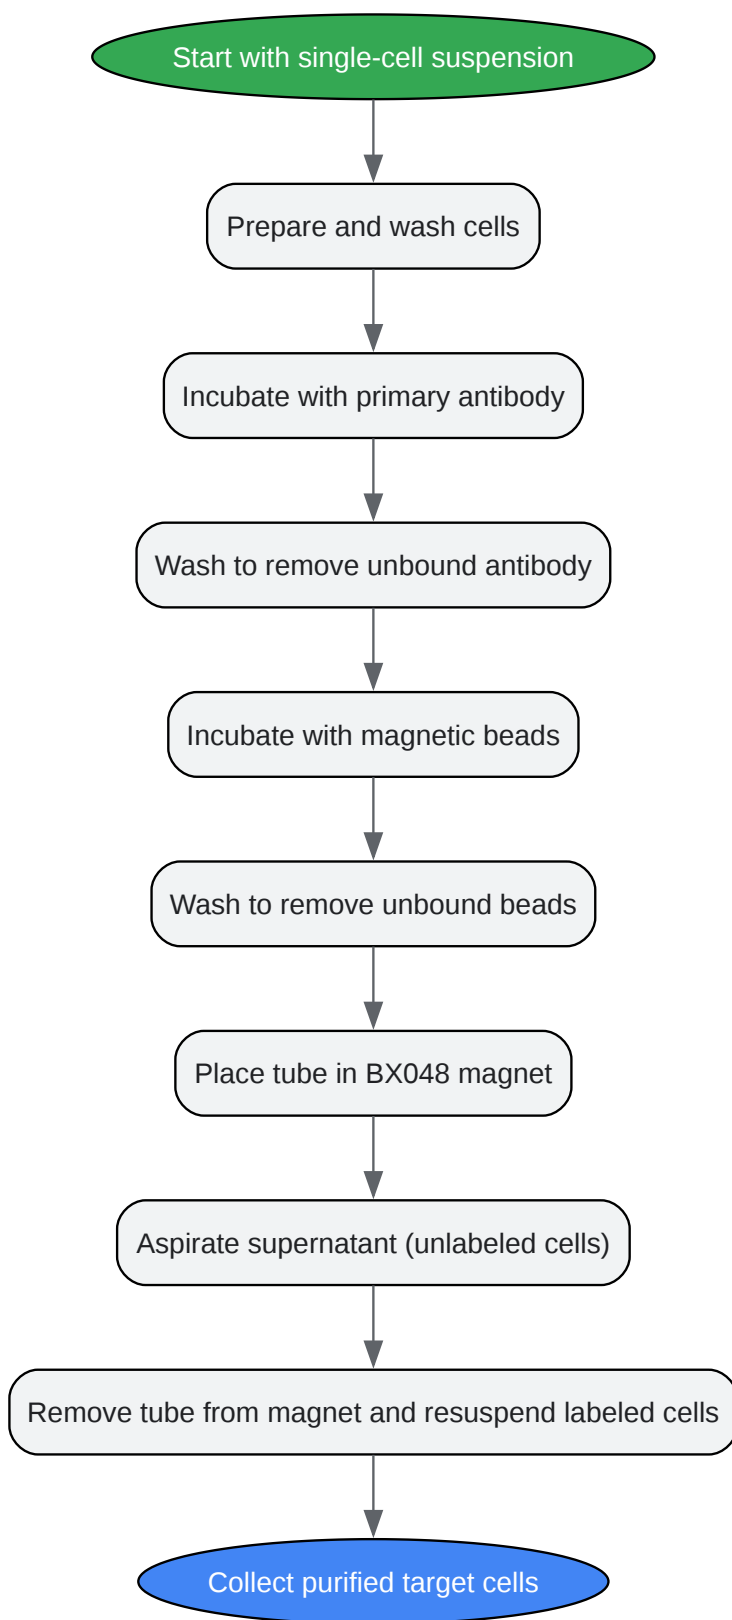 Start with single-cell suspension
Prepare and wash cells
Incubate with primary antibody
Wash to remove unbound antibody
Incubate with magnetic beads
Wash to remove unbound beads
Place tube in BX048 magnet
Aspirate supernatant (unlabeled cells)
Remove tube from magnet and resuspend labeled cells
Collect purified target cells